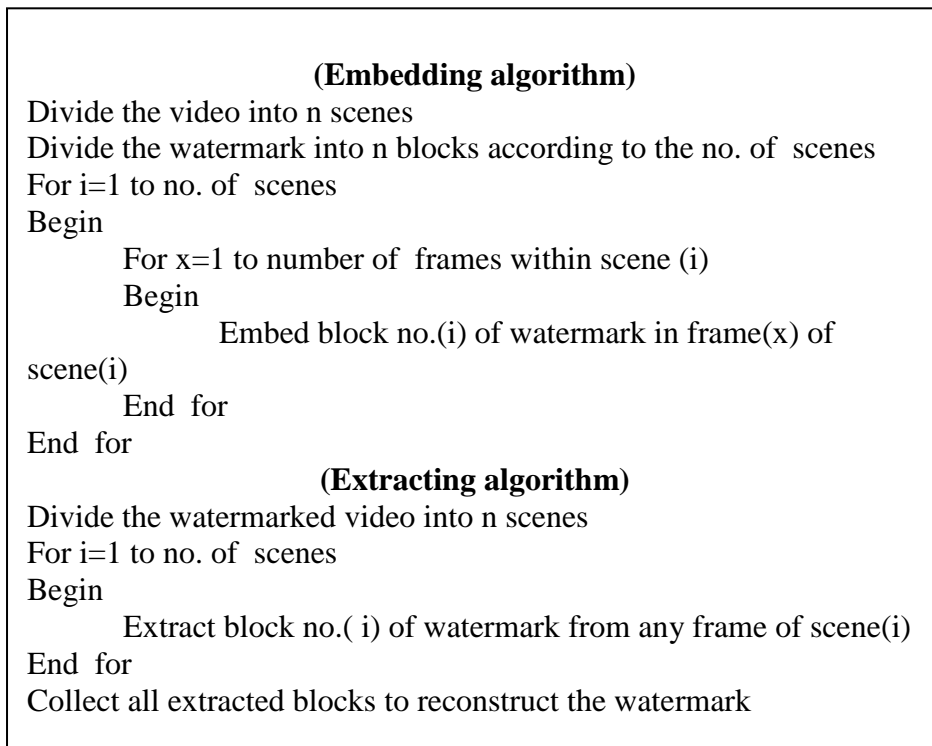 (Embedding algorithm)
Divide the video into n scenes
Divide the watermark into n blocks according to the no. of  scenes
For i=1 to no. of  scenes
Begin
For x=1 to number of  frames within scene (i)
Begin
Embed block no.(i) of watermark in frame(x) of
scene(i)
End  for
End  for
(Extracting algorithm)
Divide the watermarked video into n scenes
For i=1 to no. of  scenes
Begin
Extract block no.( i) of watermark from any frame of scene(i)
End  for
Collect all extracted blocks to reconstruct the watermark